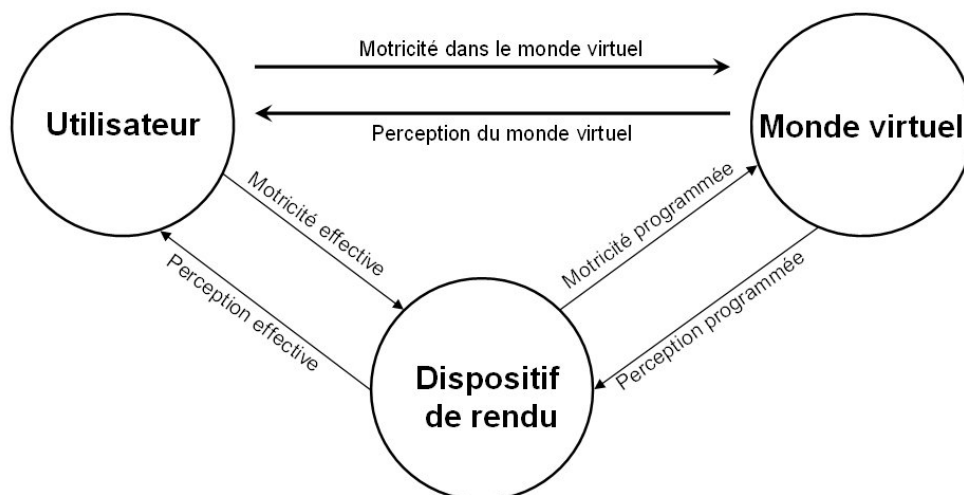 Motricité dans le monde virtuel
Utilisateur
Monde virtuel
Perception du monde virtuel
Motricité effective
Motricité programmée
Perception effective
Perception programmée
Dispositif
de rendu